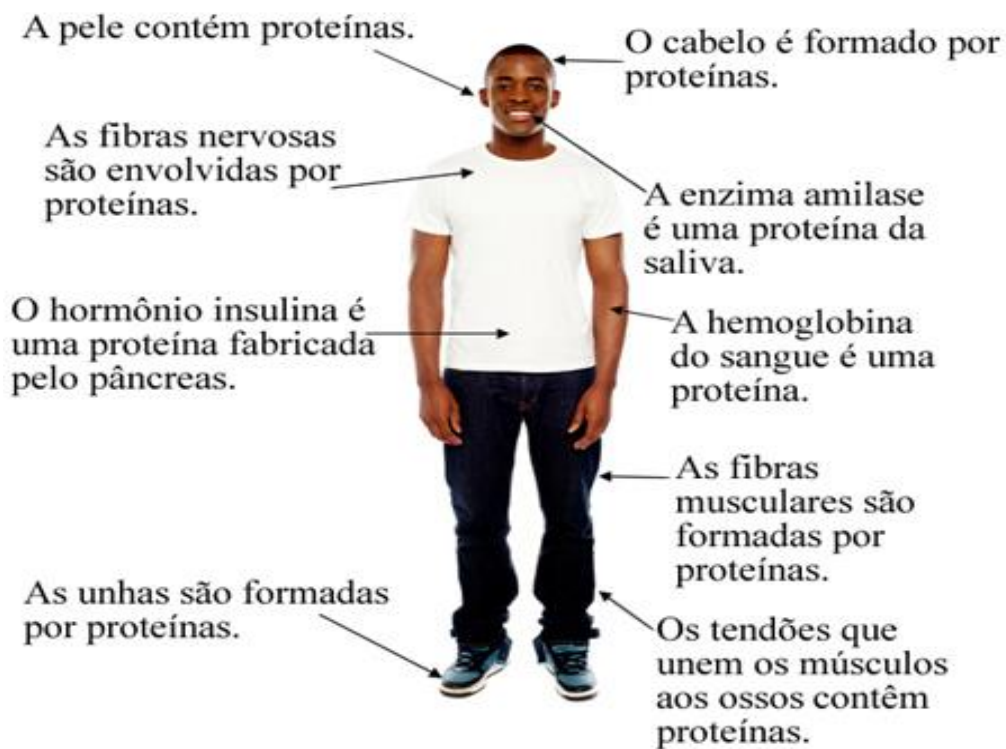 A pele contém proteínas.
O cabelo é formado por
proteínas.
As fibras nervosas
são envolvidas por
proteínas.
A enzima amilase
é uma proteína da
saliva.
O hormônio insulina é
uma proteína fabricada
pelo pâncreas.
A hemoglobina
do sangue é uma
proteína.
As fibras
musculares são
formadas por
proteínas.
As unhas são formadas
por proteínas.
Os tendões que
unem os músculos
aos ossos contêm
proteínas.